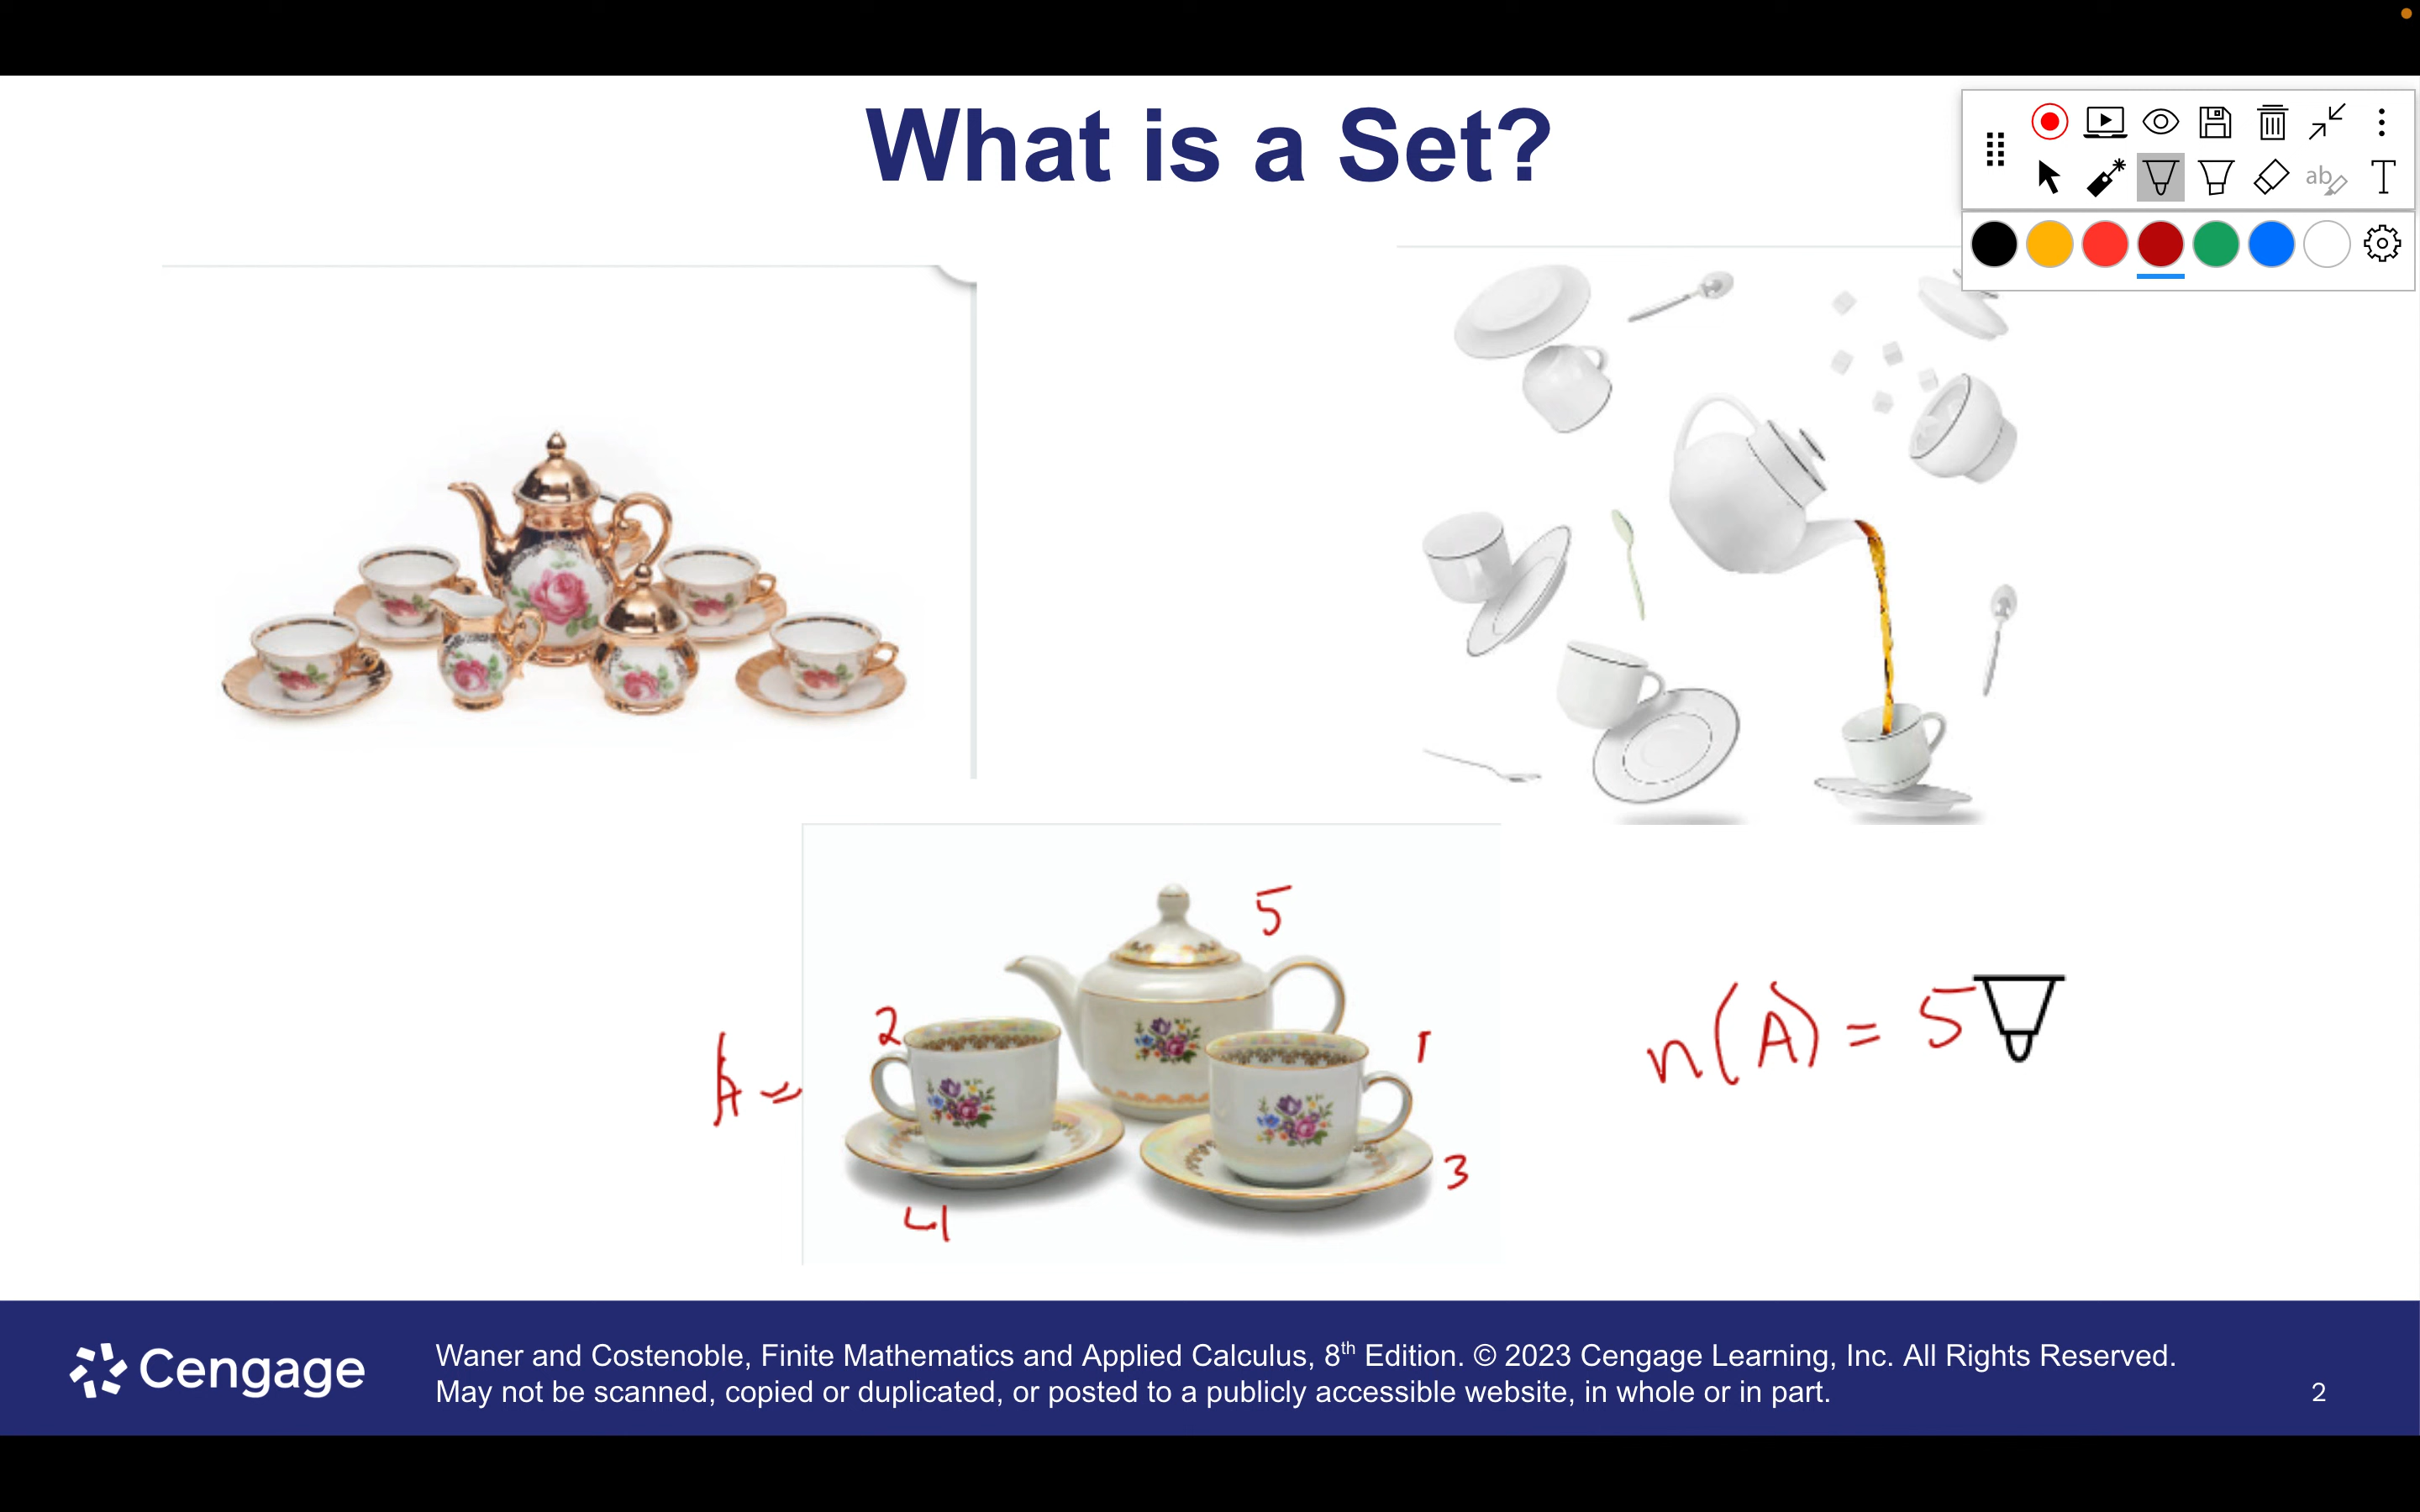 What is a Set?
ab
T
5
2
1
A =
n(A) = 5
3
4
Cengage
Waner and Costenoble, Finite Mathematics and Applied Calculus, 8th Edition. © 2023 Cengage Learning, Inc. All Rights Reserved.
May not be scanned, copied or duplicated, or posted to a publicly accessible website, in whole or in part.
2